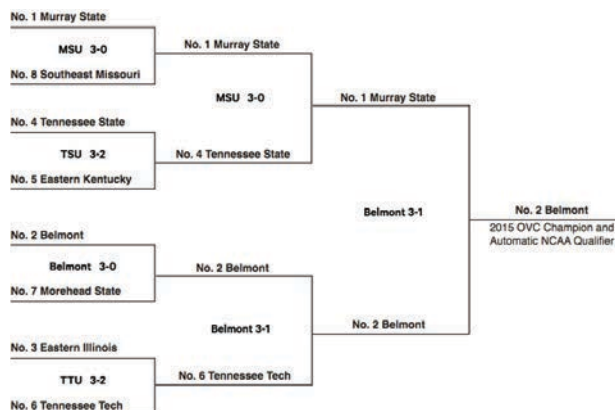 No. 1 Murray State
MSU 3-0
No. 8 Southeast Missouri
No. 1 Murray State
MSU 3-0
No. 4 Tennessee State
TSU 3-2
No. 5 Eastern Kentucky
No. 4 Tennessee State
No. 1 Murray State
Belmont 3-1
No. 2 Belmont
2015 OVC Champion and
Automatic NCAA Qualifier
No. 2 Belmont
Belmont 3-0
No. 7 Morehead State
No. 2 Belmont
Belmont 3-1
No. 2 Belmont
No. 3 Eastern Illinois
TTU 3-2
No. 6 Tennessee Tech
No. 6 Tennessee Tech